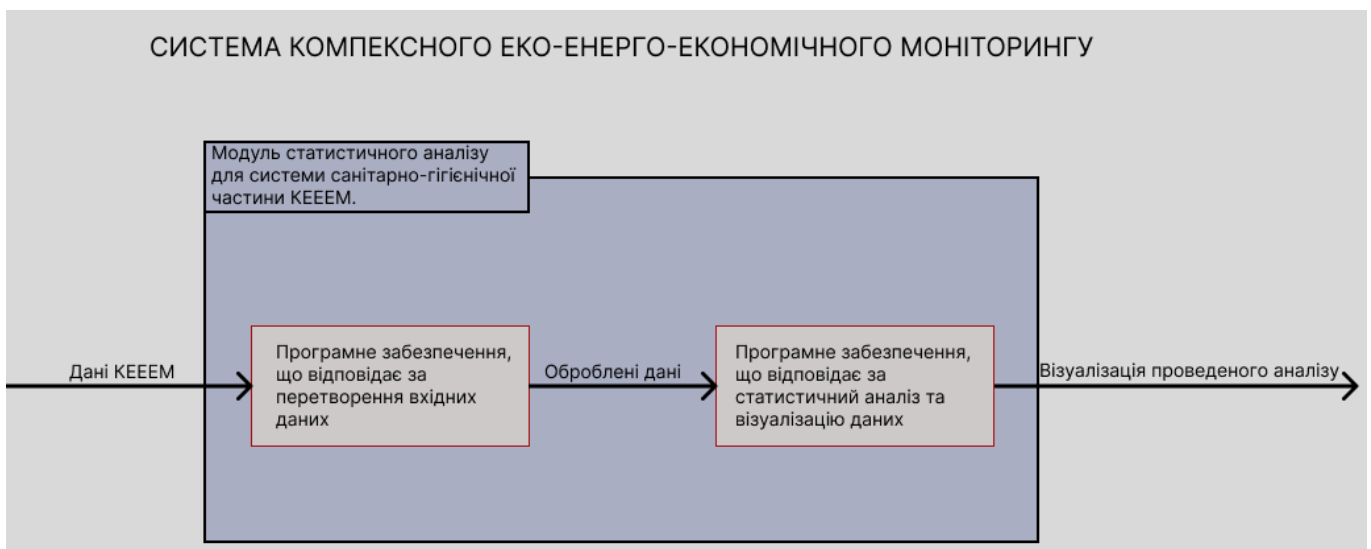 СИСТЕМА КОМПЕКСНОГО ЕКО-ЕНЕРГО-ЕКОНОМІЧНОГО МОНІТОРИНГУ
Модуль статистичного аналізу
для системи санітарно-гігієнічної
частини КЕЕЕМ.
Дані КЕЕЕМ
Програмне забезпечення,
що відповідає за
перетворення вхідних
даних
Оброблені дані
Програмне забезпечення,
що відповідає за
статистичний аналіз та
візуалізацію даних
Візуалізація проведеного аналізу